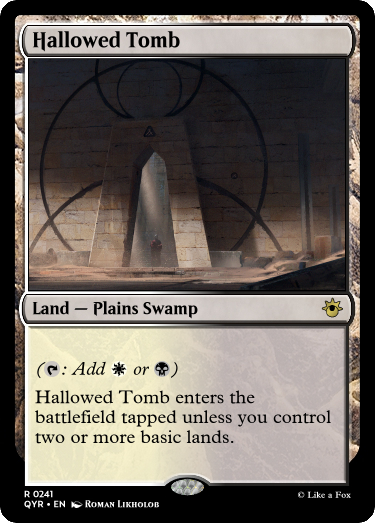 Hallowed Tomb
Land — Plains Swamp
(: Add or )
Hallowed Tomb enters the
battlefield tapped unless you control
two or more basic lands.
R 0241
QYR • EN Roman Likholob
© Like a Fox